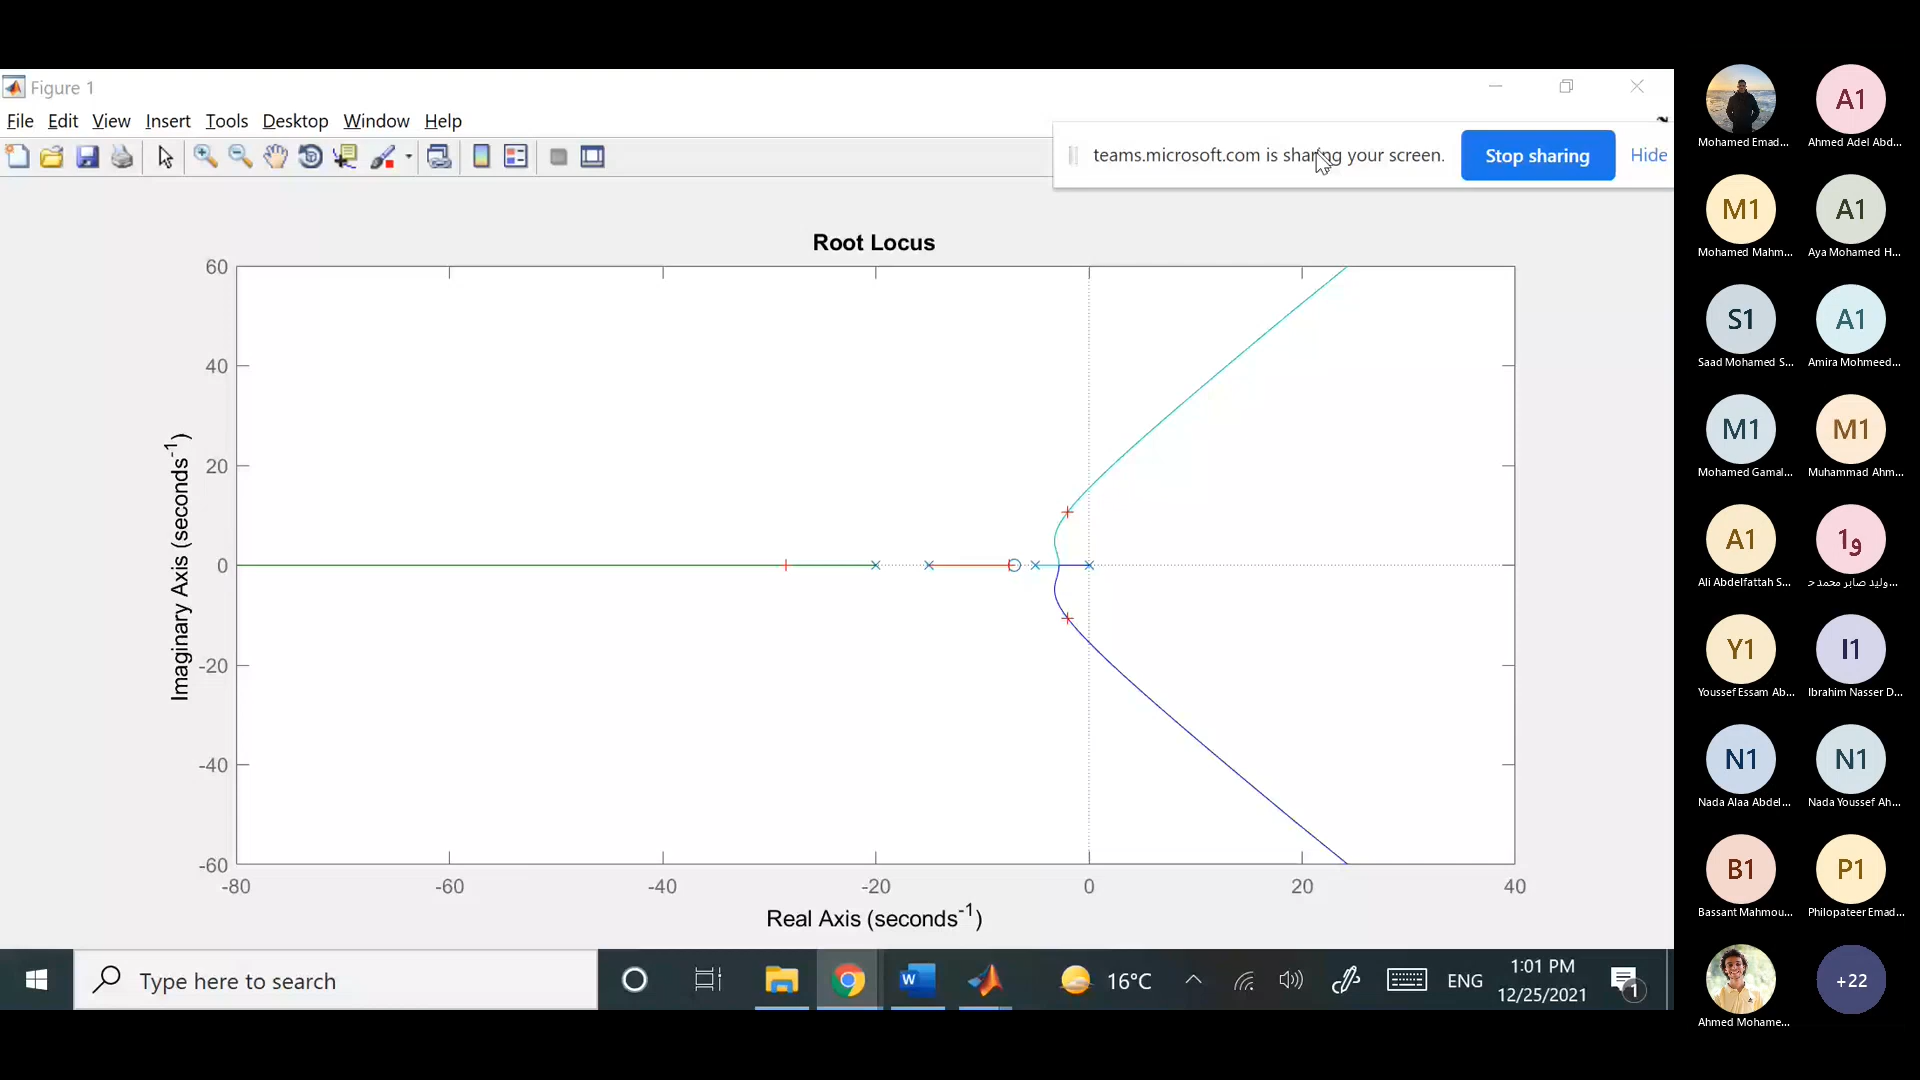 Figure 1
File Edit View Insert Tools Desktop Window Help
teams.microsoft.com is sharing your screen. Stop sharing Hide
Root Locus
60
40
20
0
-20
-40
-60
-80 -60 -40 -20 0 20 40
Imaginary Axis (seconds⁻¹)
Real Axis (seconds⁻¹)
Type here to search
16°C
ENG
1:01 PM
12/25/2021
1
A1
Mohamed Emad... Ahmed Adel Abd...
M1 A1
Mohamed Mahm... Aya Mohamed H...
S1 A1
Saad Mohamed S... Amira Mohmeed...
M1 M1
Mohamed Gamal... Muhammad Ahm...
A1 و1
Ali Abdelfattah S... وليد صابر محمد ح...
Y1 I1
Youssef Essam Ab... Ibrahim Nasser D...
N1 N1
Nada Alaa Abdel... Nada Youssef Ah...
B1 P1
Bassant Mahmou... Philopateer Emad...
+22
Ahmed Mohame...